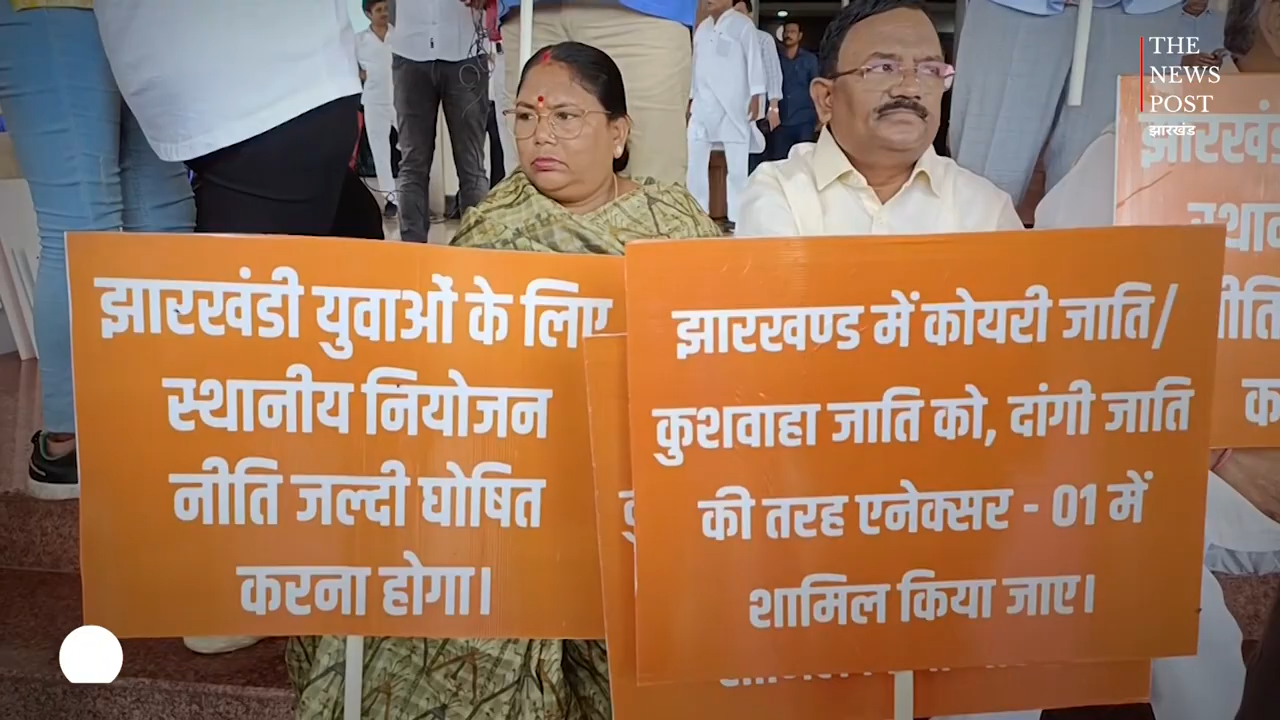 THE
NEWS
POST
झारखंड
झारखंडी युवाओं के लिए
स्थानीय नियोजन
नीति जल्दी घोषित
करना होगा।
झारखण्ड में कोयरी जाति/
कुशवाहा जाति को, दांगी जाति
की तरह एनेक्सर - 01 में
शामिल किया जाए।